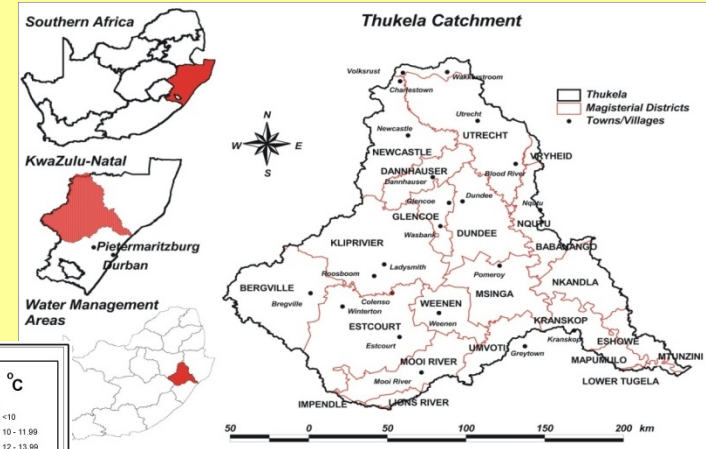 Southern Africa
Thukela Catchment
Volksrust
Wakkerstroom
Charlestown
Thukela
Magisterial Districts
Towns/Villages
N
W E
S
Utrecht
Newcastle
UTRECHT
NEWCASTLE
VRYHEID
KwaZulu-Natal
DANNHAUSER
Blood River
Dannhauser
Glencoe
Dundee
Nqutu
GLENCOE
NQUTU
Wasbank
DUNDEE
Pietermaritzburg
Durban
KLIPRIVIER
BABANANGO
Roosboom
Ladysmith
Pomeroy
NKANDLA
BERGVILLE
Bregville
Colenso
WEENEN
MSINGA
Water Management
Areas
Winterton
Weenen
KRANSKOP
ESTCOURT
Estcourt
UMVOTI
Kranskop
ESHOWE
Greytown
MAPUMULO
MTUNZINI
MOOI RIVER
Mooi River
LOWER TUGELA
IMPENDLE
LIONS RIVER
°C
<10
10 - 11.99
12 - 13.99
50 0 50 100 150 200 km